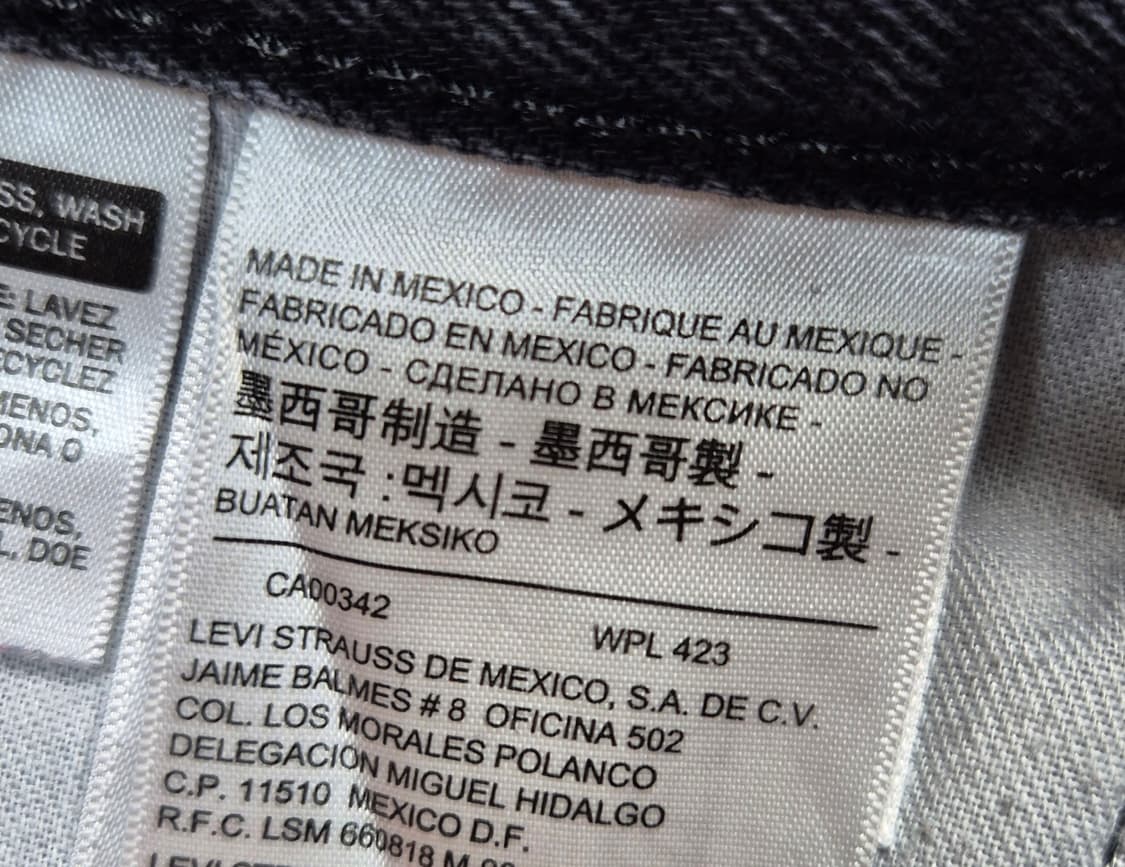 SS, WASH
CYCLE
E: LAVEZ
SECHER
CYCLEZ
MENOS,
ONA O
ENOS,
L, DOE
MADE IN MEXICO - FABRIQUE AU MEXIQUE -
FABRICADO EN MEXICO - FABRICADO NO
MÉXICO - СДЕЛАНО В МЕКСИКЕ -
墨西哥制造 - 墨西哥製 -
제조국 : 멕시코 - メキシコ製 -
BUATAN MEKSIKO
CA00342 WPL 423
LEVI STRAUSS DE MEXICO, S.A. DE C.V.
JAIME BALMES # 8 OFICINA 502
COL. LOS MORALES POLANCO
DELEGACION MIGUEL HIDALGO
C.P. 11510 MEXICO D.F.
R.F.C. LSM 660818 M
LEVI STRAUSS